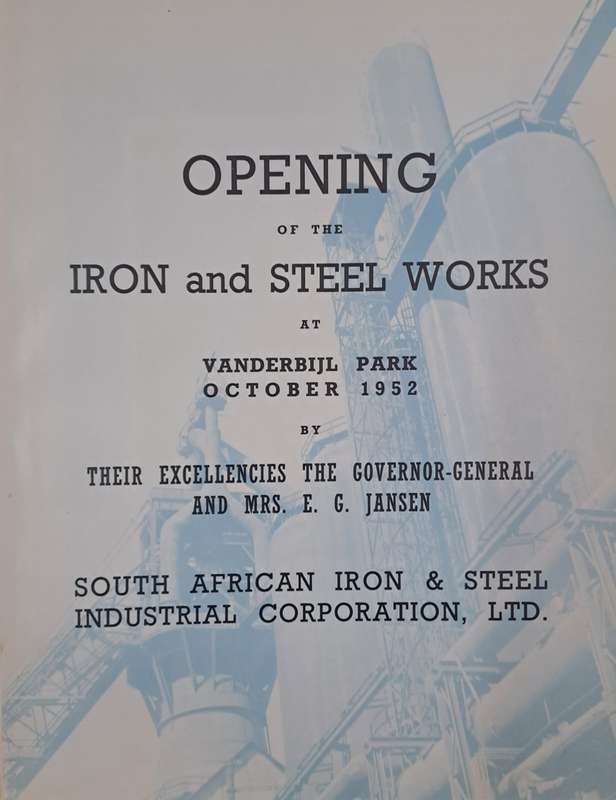 OPENING
OF THE
IRON and STEEL WORKS
AT
VANDERBIJL PARK
OCTOBER 1952
BY
THEIR EXCELLENCIES THE GOVERNOR-GENERAL
AND MRS. E. G. JANSEN
SOUTH AFRICAN IRON & STEEL
INDUSTRIAL CORPORATION, LTD.